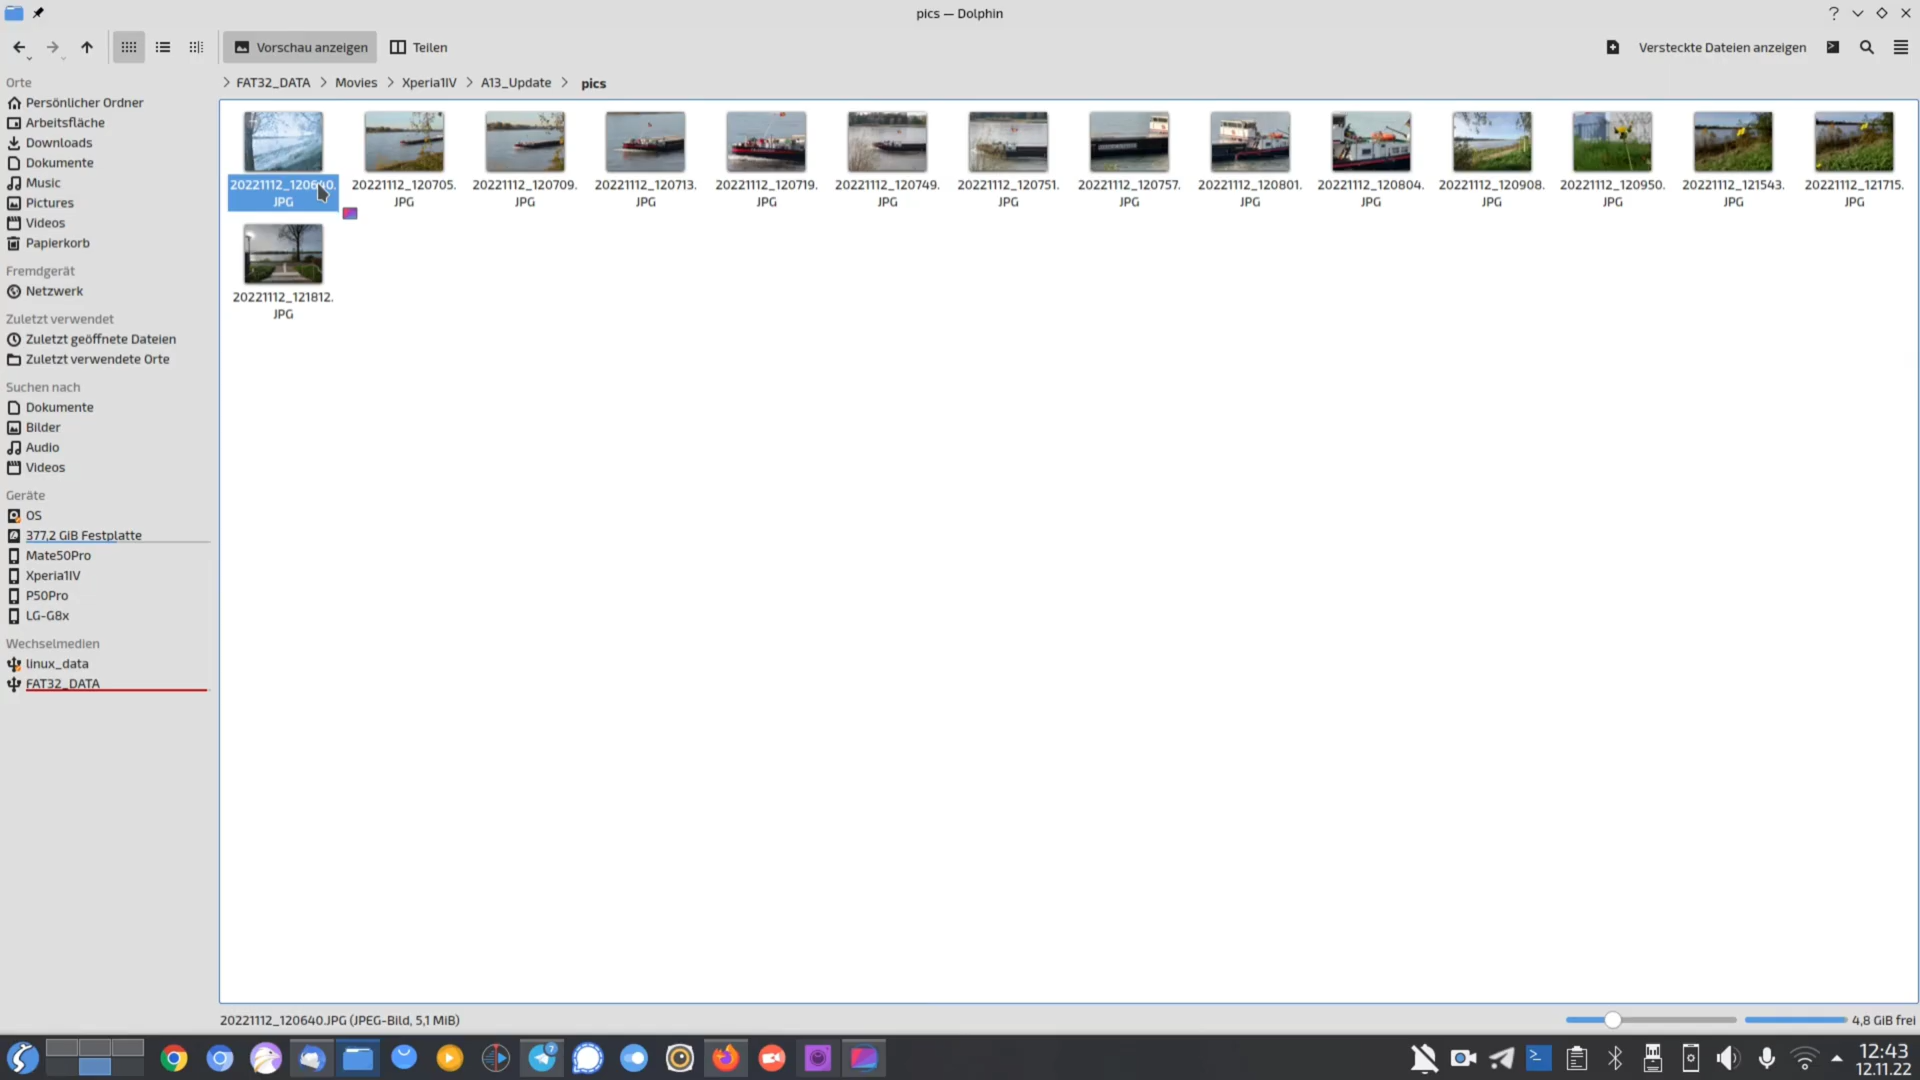 pics — Dolphin
Vorschau anzeigen
Teilen
Versteckte Dateien anzeigen
FAT32_DATA > Movies > Xperia1IV > A13_Update > pics
Orte
Persönlicher Ordner
Arbeitsfläche
Downloads
Dokumente
Music
Pictures
Videos
Papierkorb
Fremdgerät
Netzwerk
Zuletzt verwendet
Zuletzt geöffnete Dateien
Zuletzt verwendete Orte
Suchen nach
Dokumente
Bilder
Audio
Videos
Geräte
OS
377,2 GiB Festplatte
Mate50Pro
Xperia1IV
P50Pro
LG-G8x
Wechselmedien
linux_data
FAT32_DATA
20221112_120640.
JPG
20221112_120705.
JPG
20221112_120709.
JPG
20221112_120713.
JPG
20221112_120719.
JPG
20221112_120749.
JPG
20221112_120751.
JPG
20221112_120757.
JPG
20221112_120801.
JPG
20221112_120804.
JPG
20221112_120908.
JPG
20221112_120950.
JPG
20221112_121543.
JPG
20221112_121715.
JPG
20221112_121812.
JPG
20221112_120640.JPG (JPEG-Bild, 5,1 MiB)
4,8 GiB frei
7
12:43
12.11.22